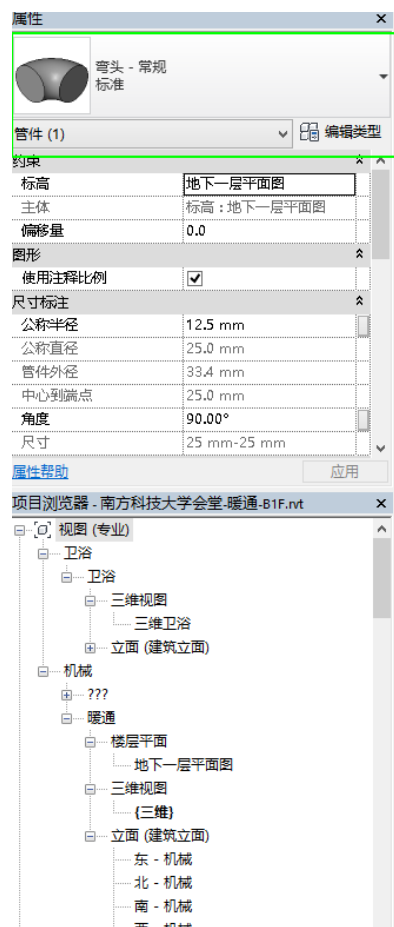 属性
弯头 - 常规
标准
管件 (1) 编辑类型
约束
标高 地下一层平面图
主体 标高：地下一层平面图
偏移量 0.0
图形
使用注释比例
尺寸标注
公称半径 12.5 mm
公称直径 25.0 mm
管件外径 33.4 mm
中心到端点 25.0 mm
角度 90.00°
尺寸 25 mm-25 mm
属性帮助 应用
项目浏览器 - 南方科技大学会堂-暖通-B1F.rvt
视图 (专业)
卫浴
卫浴
三维视图
三维卫浴
立面 (建筑立面)
机械
???
暖通
楼层平面
地下一层平面图
三维视图
{三维}
立面 (建筑立面)
东 - 机械
北 - 机械
南 - 机械